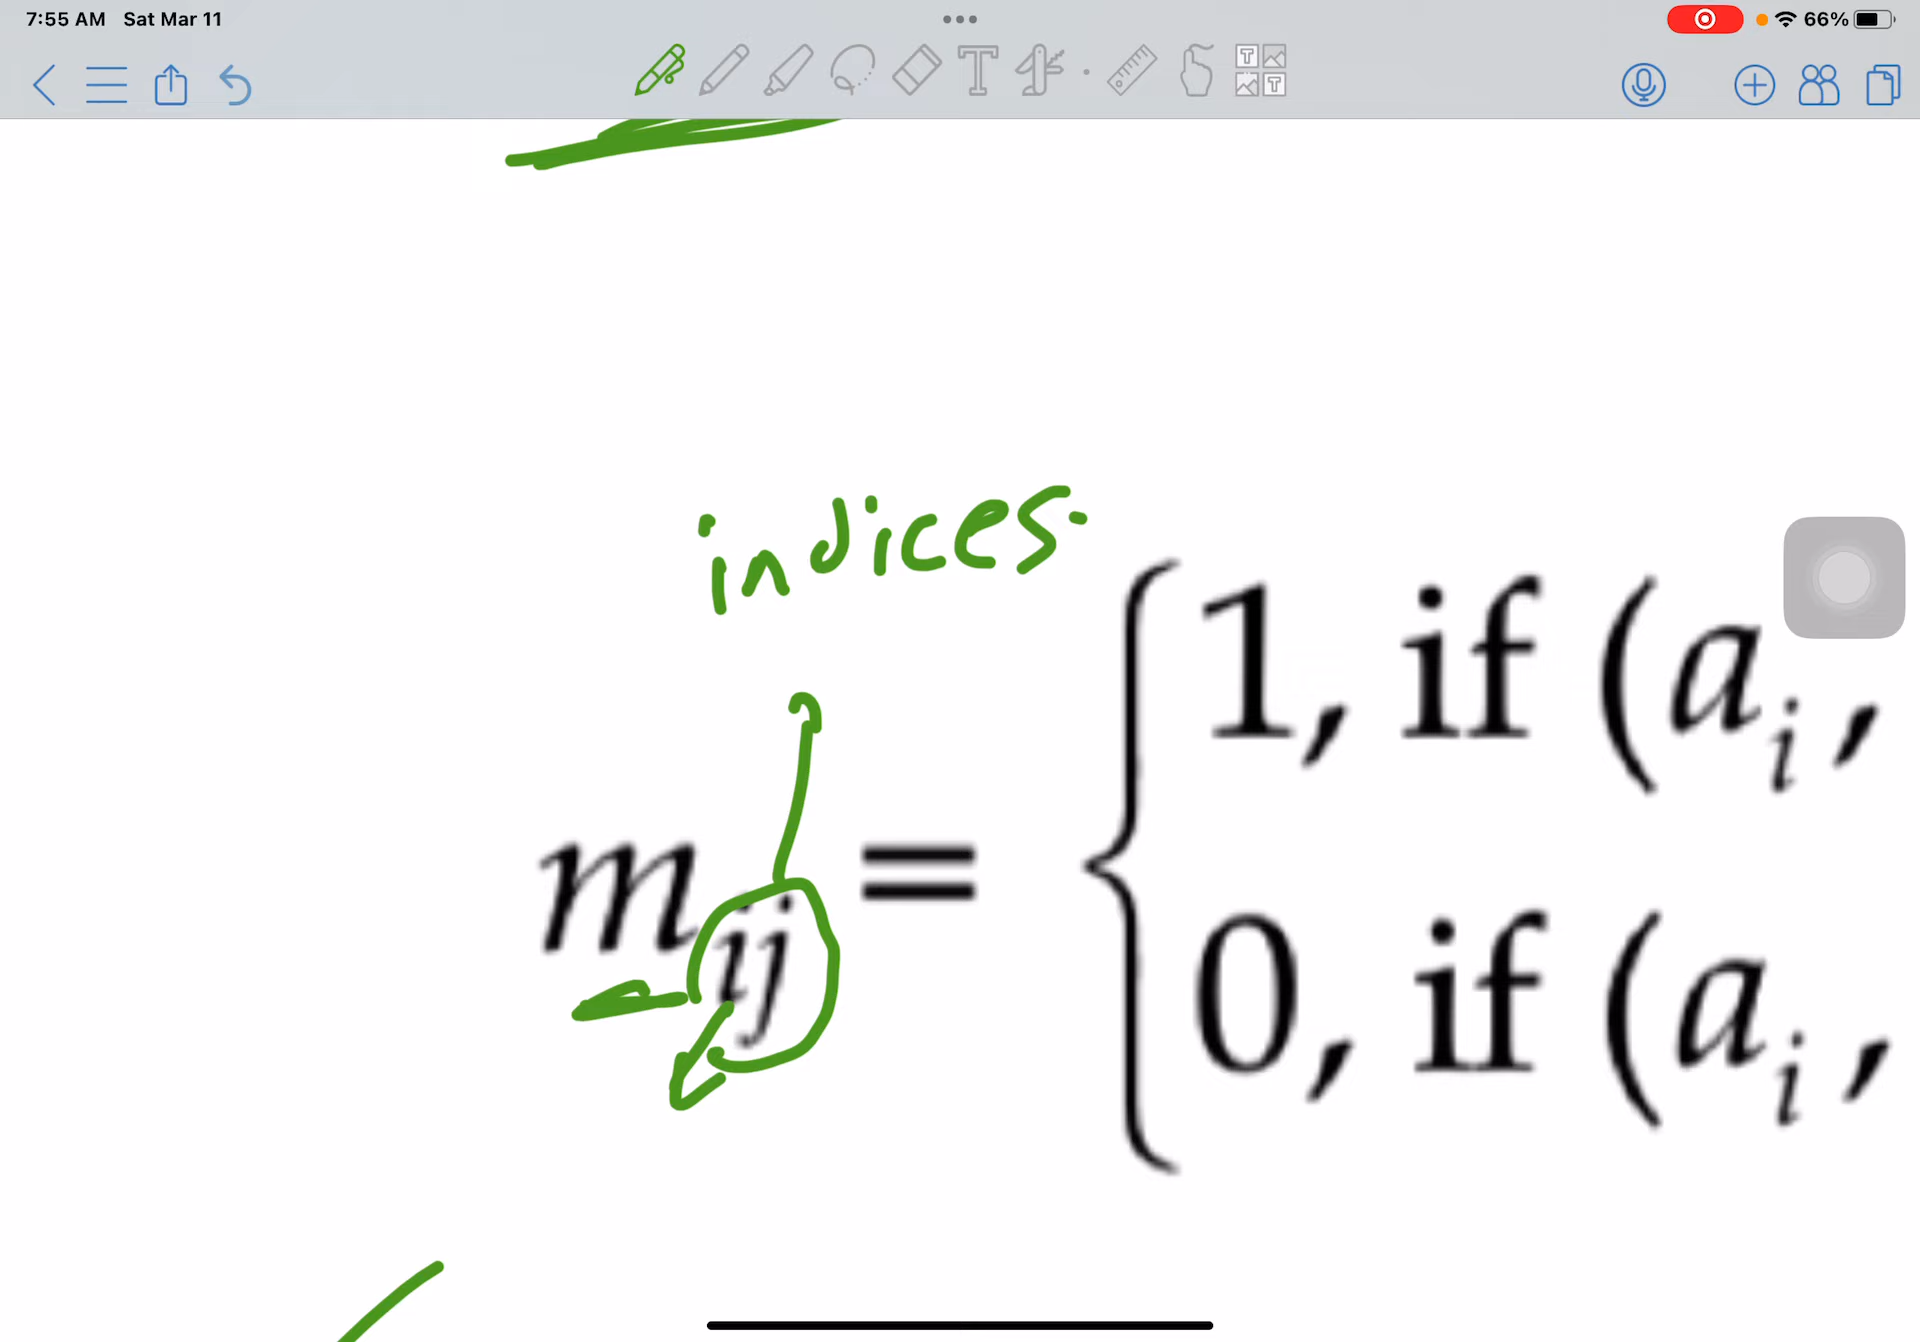 7:55 AM Sat Mar 11
66%
indices.
1, if (a_i ,
m_ij =
0, if (a_i ,